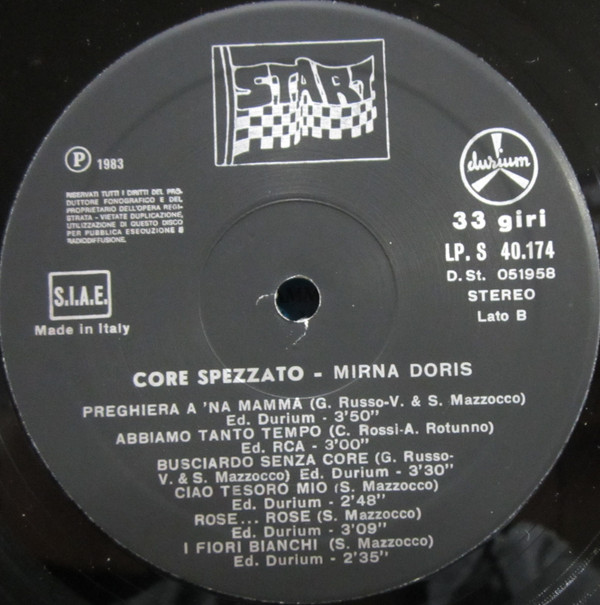 START
℗ 1983
RISERVATI TUTTI I DIRITTI DEL PRO-
DUTTORE FONOGRAFICO E DEL
PROPRIETARIO DELL'OPERA REGI-
STRATA - VIETATE DUPLICAZIONE,
UTILIZZAZIONE DI QUESTO DISCO
PER PUBBLICA ESECUZIONE E
RADIODIFFUSIONE.
durium
33 giri
LP. S 40.174
D. St. 051958
STEREO
Lato B
S.I.A.E.
Made in Italy
CORE SPEZZATO - MIRNA DORIS
PREGHIERA A 'NA MAMMA (G. Russo-V. & S. Mazzocco)
Ed. Durium - 3'50"
ABBIAMO TANTO TEMPO (C. Rossi-A. Rotunno)
Ed. RCA - 3'00"
BUSCIARDO SENZA CORE (G. Russo-
V. & S. Mazzocco) Ed. Durium - 3'30"
CIAO TESORO MIO (S. Mazzocco)
Ed. Durium - 2'48"
ROSE... ROSE (S. Mazzocco)
Ed. Durium - 3'09"
I FIORI BIANCHI (S. Mazzocco)
Ed. Durium - 2'35"